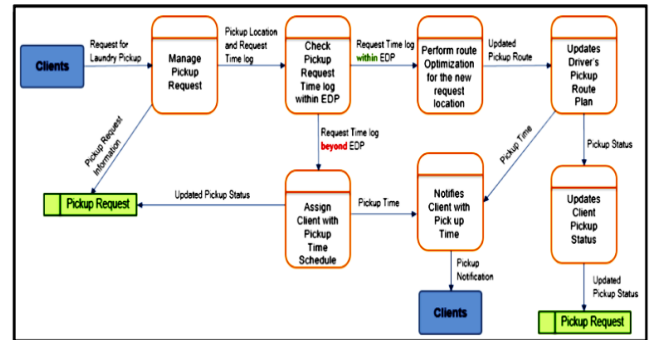 Clients
Request for
Laundry Pickup
Manage
Pickup
Request
Pickup Location
and Request
Time log
Check
Pickup
Request
Time log
within EDP
Request Time log
within EDP
Perform route
Optimization
for the new
request
location
Updated
Pickup Route
Updates
Driver's
Pickup
Route
Plan
Pickup Request
Information
Request Time log
beyond EDP
Pickup Time
Pickup Status
Pickup Request
Updated Pickup Status
Assign
Client with
Pickup
Time
Schedule
Pickup Time
Notifies
Client with
Pick up
Time
Updates
Client
Pickup
Status
Pickup
Notification
Updated
Pickup Status
Clients
Pickup Request